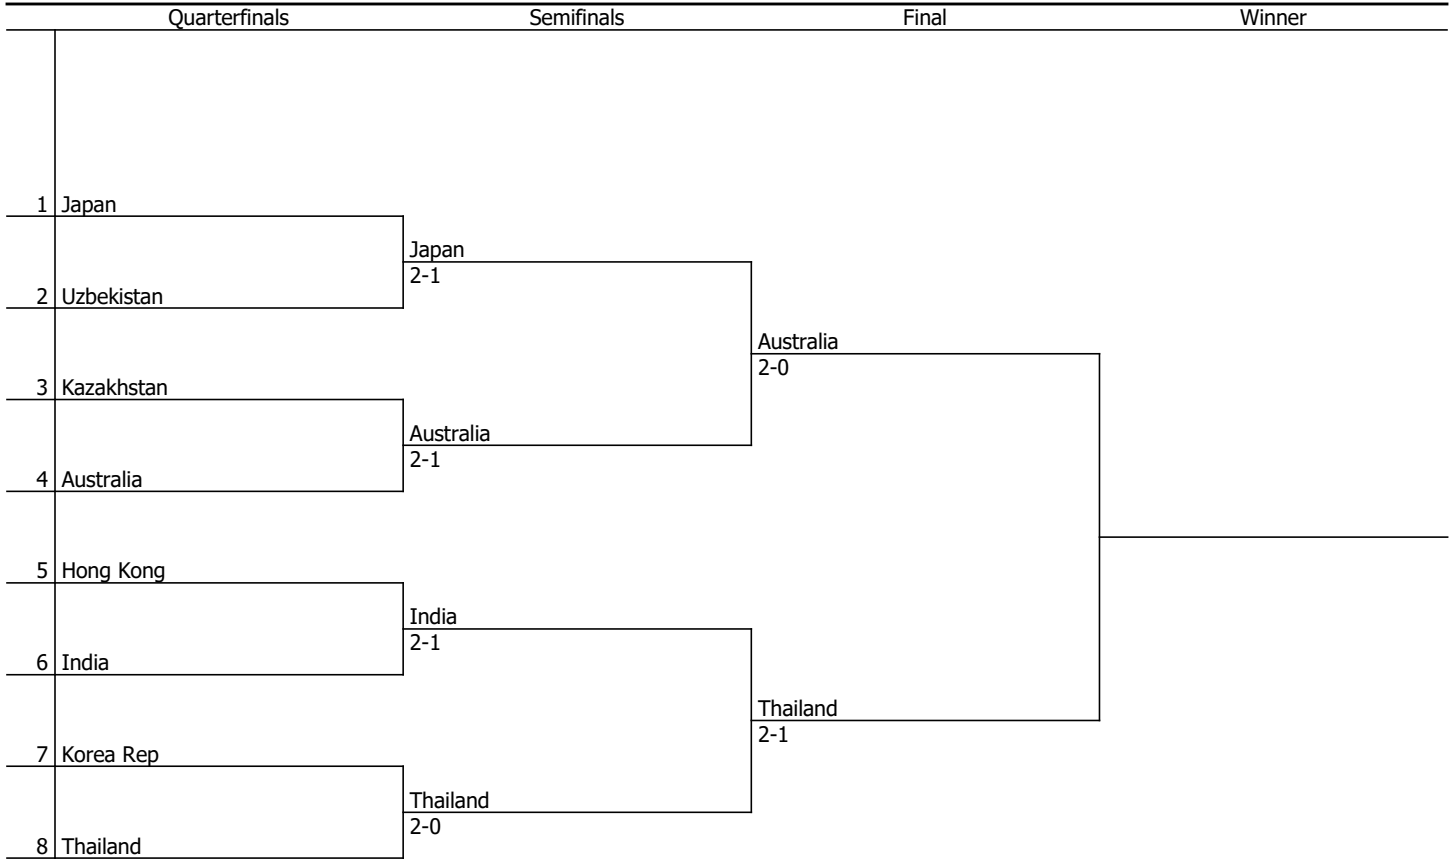 Quarterfinals Semifinals Final Winner
1 Japan
Japan
2-1
2 Uzbekistan
Australia
2-0
3 Kazakhstan
Australia
2-1
4 Australia
5 Hong Kong
India
2-1
6 India
Thailand
2-1
7 Korea Rep
Thailand
2-0
8 Thailand